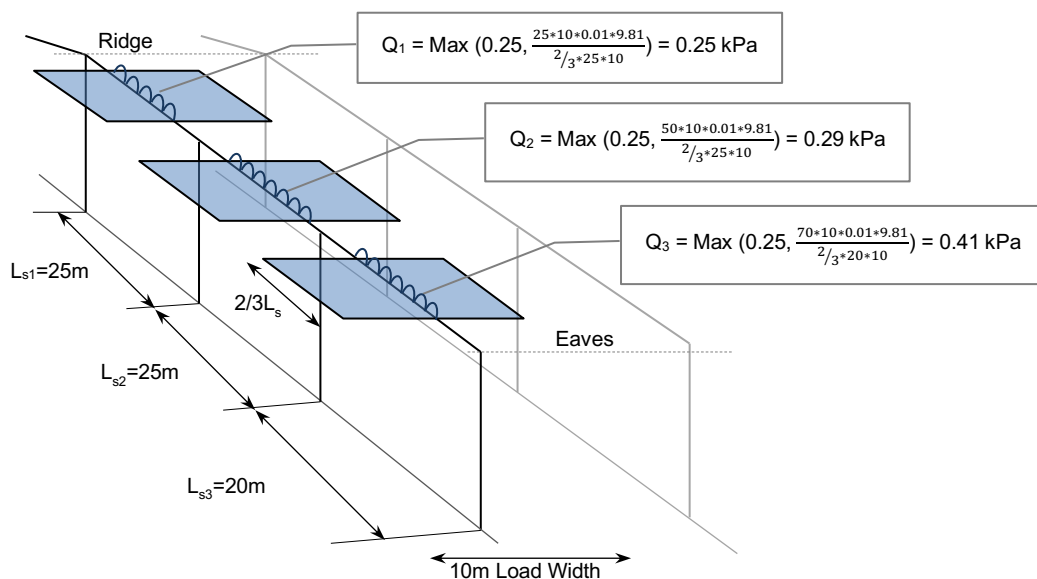 Ridge
Q₁ = Max (0.25, 25*10*0.01*9.81 / ²/₃*25*10) = 0.25 kPa
Q₂ = Max (0.25, 50*10*0.01*9.81 / ²/₃*25*10) = 0.29 kPa
Q₃ = Max (0.25, 70*10*0.01*9.81 / ²/₃*20*10) = 0.41 kPa
Lₛ₁=25m
2/3Lₛ
Eaves
Lₛ₂=25m
Lₛ₃=20m
10m Load Width